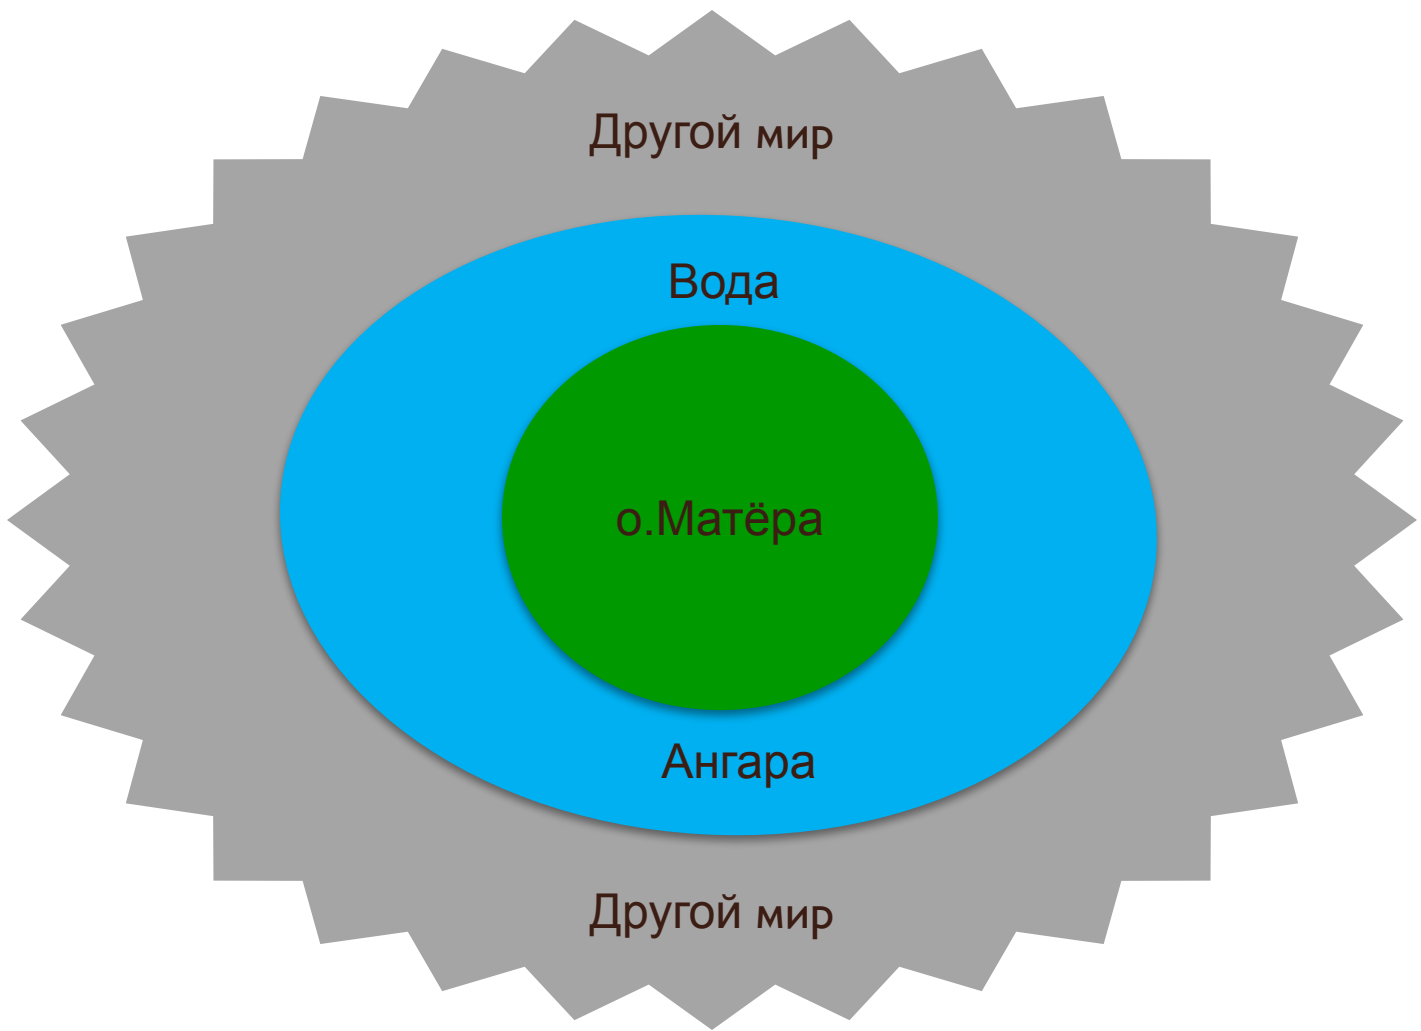 Другой мир
Вода
о.Матёра
Ангара
Другой мир